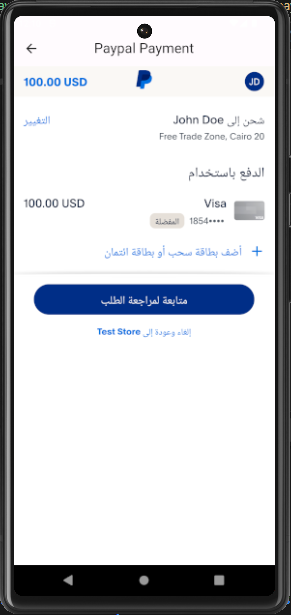 Paypal Payment
100.00 USD
JD
شحن إلى John Doe
التغيير
Free Trade Zone, Cairo 20
الدفع باستخدام
Visa
100.00 USD
1854••••
المفضلة
+ أضف بطاقة سحب أو بطاقة ائتمان
متابعة لمراجعة الطلب
إلغاء وعودة إلى Test Store